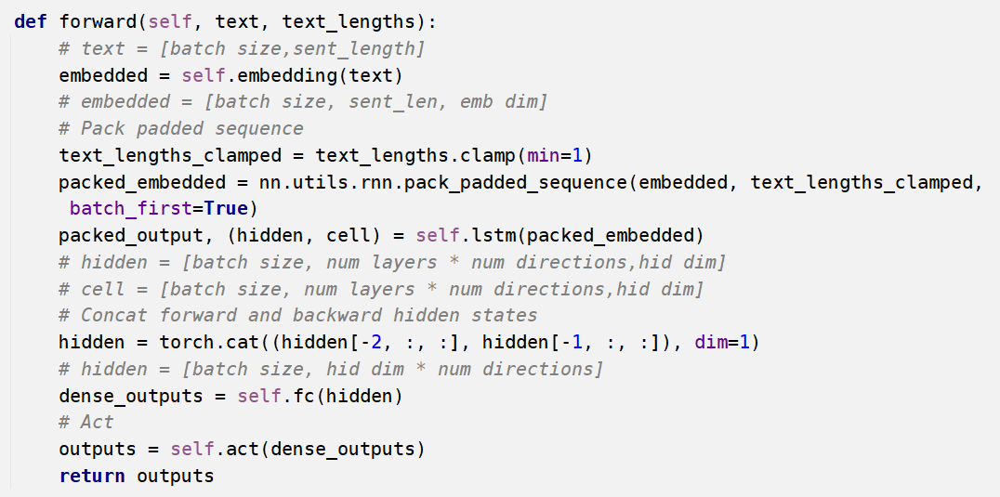 def forward(self, text, text_lengths):
    # text = [batch size,sent_length]
    embedded = self.embedding(text)
    # embedded = [batch size, sent_len, emb dim]
    # Pack padded sequence
    text_lengths_clamped = text_lengths.clamp(min=1)
    packed_embedded = nn.utils.rnn.pack_padded_sequence(embedded, text_lengths_clamped,
     batch_first=True)
    packed_output, (hidden, cell) = self.lstm(packed_embedded)
    # hidden = [batch size, num layers * num directions,hid dim]
    # cell = [batch size, num layers * num directions,hid dim]
    # Concat forward and backward hidden states
    hidden = torch.cat((hidden[-2, :, :], hidden[-1, :, :]), dim=1)
    # hidden = [batch size, hid dim * num directions]
    dense_outputs = self.fc(hidden)
    # Act
    outputs = self.act(dense_outputs)
    return outputs